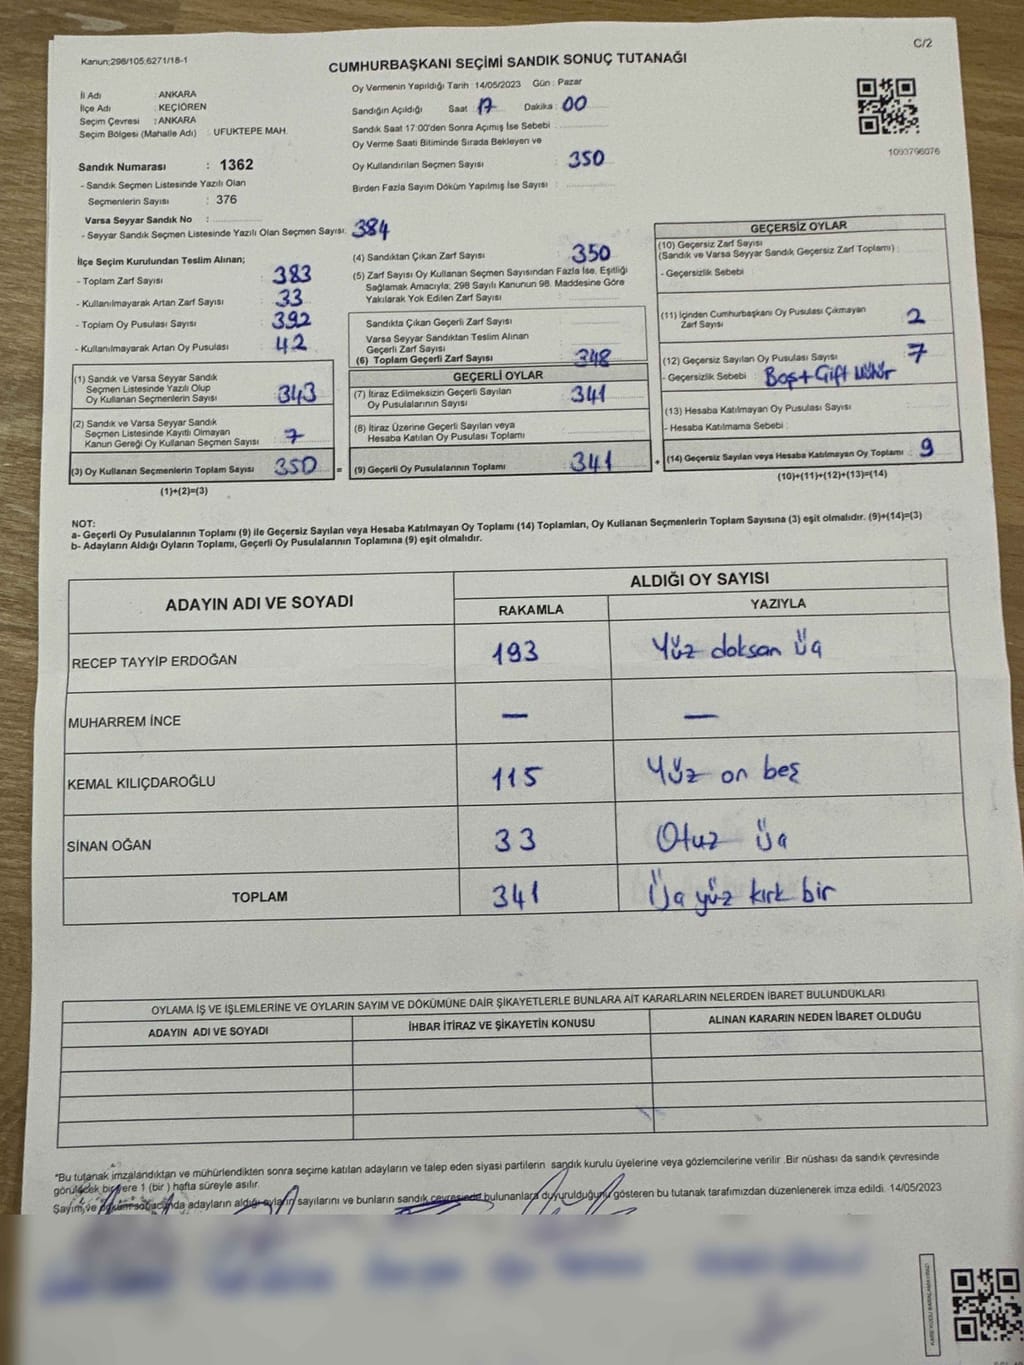 C/2
Kanun;298/105;6271/18-1
CUMHURBAŞKANI SEÇİMİ SANDIK SONUÇ TUTANAĞI
İl Adı : ANKARA
İlçe Adı : KEÇİÖREN
Seçim Çevresi : ANKARA
Seçim Bölgesi (Mahalle Adı) : UFUKTEPE MAH.
Oy Vermenin Yapıldığı Tarih : 14/05/2023 Gün : Pazar
Sandığın Açıldığı Saat : 17 Dakika : 00
Sandık Saat 17:00'den Sonra Açımış İse Sebebi :
Oy Verme Saati Bitiminde Sırada Bekleyen ve
Oy Kullandırılan Seçmen Sayısı : 350
Birden Fazla Sayım Döküm Yapılmış İse Sayısı :
1093796076
Sandık Numarası : 1362
- Sandık Seçmen Listesinde Yazılı Olan
Seçmenlerin Sayısı : 376
Varsa Seyyar Sandık No :
- Seyyar Sandık Seçmen Listesinde Yazılı Olan Seçmen Sayısı: 384
İlçe Seçim Kurulundan Teslim Alınan;
- Toplam Zarf Sayısı : 383
- Kullanılmayarak Artan Zarf Sayısı : 33
- Toplam Oy Pusulası Sayısı : 392
- Kullanılmayarak Artan Oy Pusulası : 42
(1) Sandık ve Varsa Seyyar Sandık
Seçmen Listesinde Yazılı Olup
Oy Kullanan Seçmenlerin Sayısı : 343
(2) Sandık ve Varsa Seyyar Sandık
Seçmen Listesinde Kayıtlı Olmayan
Kanun Gereği Oy Kullanan Seçmen Sayısı : 7
(3) Oy Kullanan Seçmenlerin Toplam Sayısı : 350 =
(1)+(2)=(3)
(4) Sandıktan Çıkan Zarf Sayısı : 350
(5) Zarf Sayısı Oy Kullanan Seçmen Sayısından Fazla İse, Eşitliği
Sağlamak Amacıyla; 298 Sayılı Kanunun 98. Maddesine Göre
Yakılarak Yok Edilen Zarf Sayısı :
Sandıkta Çıkan Geçerli Zarf Sayısı :
Varsa Seyyar Sandıktan Teslim Alınan
Geçerli Zarf Sayısı :
(6) Toplam Geçerli Zarf Sayısı : 348
GEÇERLİ OYLAR
(7) İtiraz Edilmeksizin Geçerli Sayılan
Oy Pusulalarının Sayısı : 341
(8) İtiraz Üzerine Geçerli Sayılan veya
Hesaba Katılan Oy Pusulası Toplamı :
(9) Geçerli Oy Pusulalarının Toplamı : 341 +
GEÇERSİZ OYLAR
(10) Geçersiz Zarf Sayısı
(Sandık ve Varsa Seyyar Sandık Geçersiz Zarf Toplamı) :
- Geçersizlik Sebebi :
(11) İçinden Cumhurbaşkanı Oy Pusulası Çıkmayan
Zarf Sayısı : 2
(12) Geçersiz Sayılan Oy Pusulası Sayısı : 7
- Geçersizlik Sebebi : Boş + Çift Mühür
(13) Hesaba Katılmayan Oy Pusulası Sayısı :
- Hesaba Katılmama Sebebi :
(14) Geçersiz Sayılan veya Hesaba Katılmayan Oy Toplamı : 9
(10)+(11)+(12)+(13)=(14)
NOT:
a- Geçerli Oy Pusulalarının Toplamı (9) ile Geçersiz Sayılan veya Hesaba Katılmayan Oy Toplamı (14) Toplamları, Oy Kullanan Seçmenlerin Toplam Sayısına (3) eşit olmalıdır. (9)+(14)=(3)
b- Adayların Aldığı Oyların Toplamı, Geçerli Oy Pusulalarının Toplamına (9) eşit olmalıdır.
ADAYIN ADI VE SOYADI
ALDIĞI OY SAYISI
RAKAMLA YAZIYLA
RECEP TAYYİP ERDOĞAN 193 Yüz doksan üç
MUHARREM İNCE — —
KEMAL KILIÇDAROĞLU 115 Yüz on beş
SİNAN OĞAN 33 Otuz üç
TOPLAM 341 Üç yüz kırk bir
OYLAMA İŞ VE İŞLEMLERİNE VE OYLARIN SAYIM VE DÖKÜMÜNE DAİR ŞİKAYETLERLE BUNLARA AİT KARARLARIN NELERDEN İBARET BULUNDUKLARI
ADAYIN ADI VE SOYADI İHBAR İTİRAZ VE ŞİKAYETİN KONUSU ALINAN KARARIN NEDEN İBARET OLDUĞU
*Bu tutanak imzalandıktan ve mühürlendikten sonra seçime katılan adayların ve talep eden siyasi partilerin sandık kurulu üyelerine veya gözlemcilerine verilir .Bir nüshası da sandık çevresinde
görülecek bir yere 1 (bir ) hafta süreyle asılır.
Sayım ve döküm sonucunda adayların aldığı oyların sayılarını ve bunların sandık çevresinde bulunanlara duyurulduğunu gösteren bu tutanak tarafımızdan düzenlenerek imza edildi. 14/05/2023